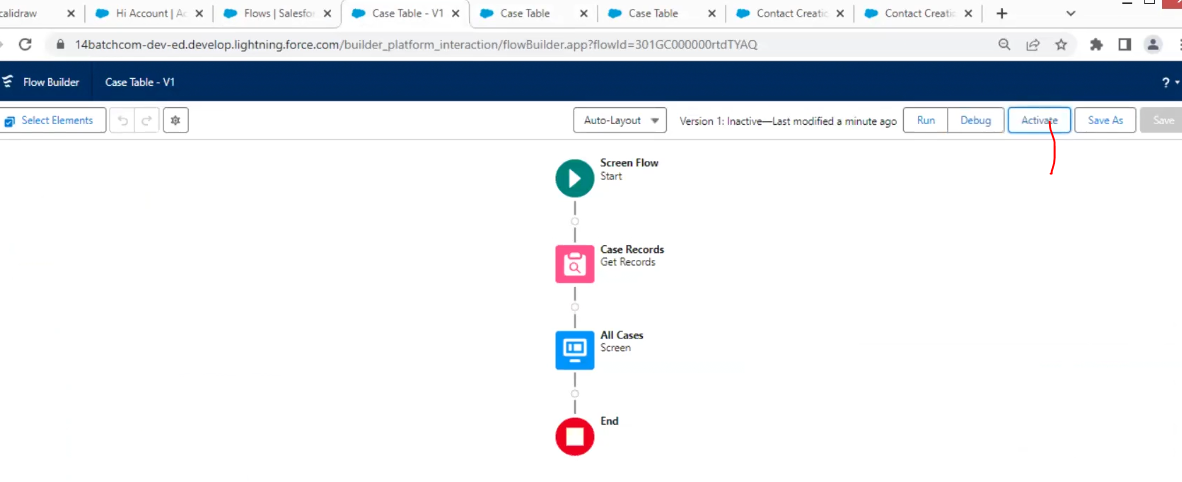 calidraw
Hi Account | Ac
Flows | Salesfor
Case Table - V1
Case Table
Case Table
Contact Creatio
Contact Creatio
14batchcom-dev-ed.develop.lightning.force.com/builder_platform_interaction/flowBuilder.app?flowId=301GC000000rtdTYAQ
Flow Builder
Case Table - V1
?
Select Elements
Auto-Layout
Version 1: Inactive—Last modified a minute ago
Run
Debug
Activate
Save As
Save
Screen Flow
Start
Case Records
Get Records
All Cases
Screen
End